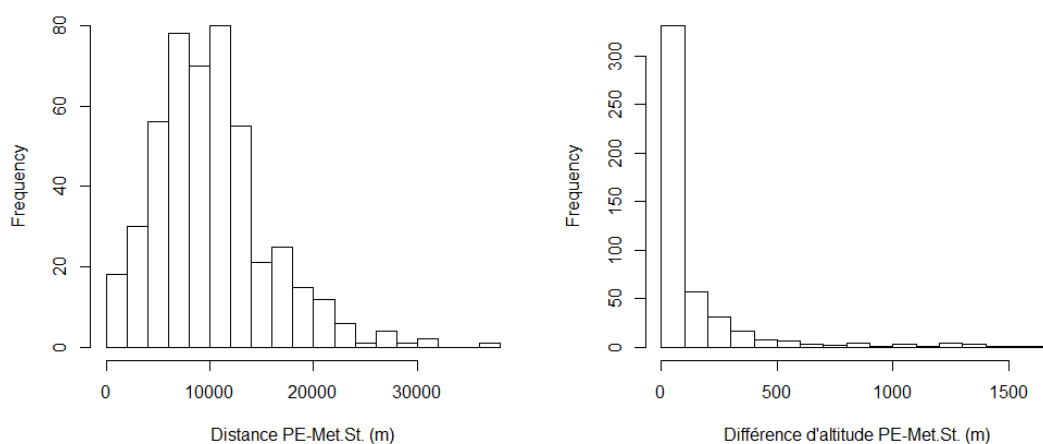 Frequency
80
60
40
20
0
0 10000 20000 30000
Distance PE-Met.St. (m)
Frequency
300
250
200
150
100
50
0
0 500 1000 1500
Différence d'altitude PE-Met.St. (m)